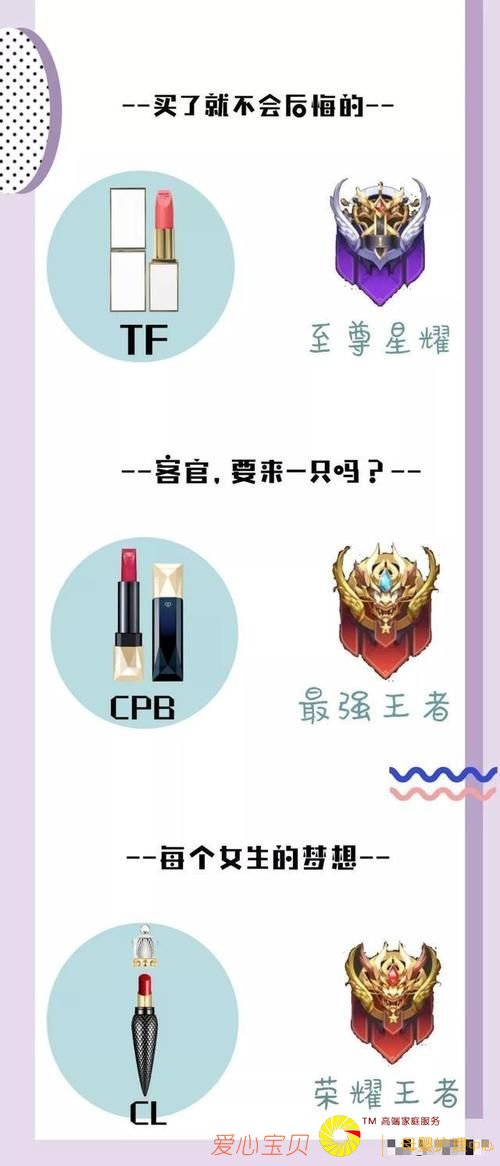 --买了就不会后悔的--
TF
至尊星耀
--客官,要来一只吗?--
CPB
最强王者
--每个女生的梦想--
CL
荣耀王者
爱心宝贝
TM 高端家庭服务